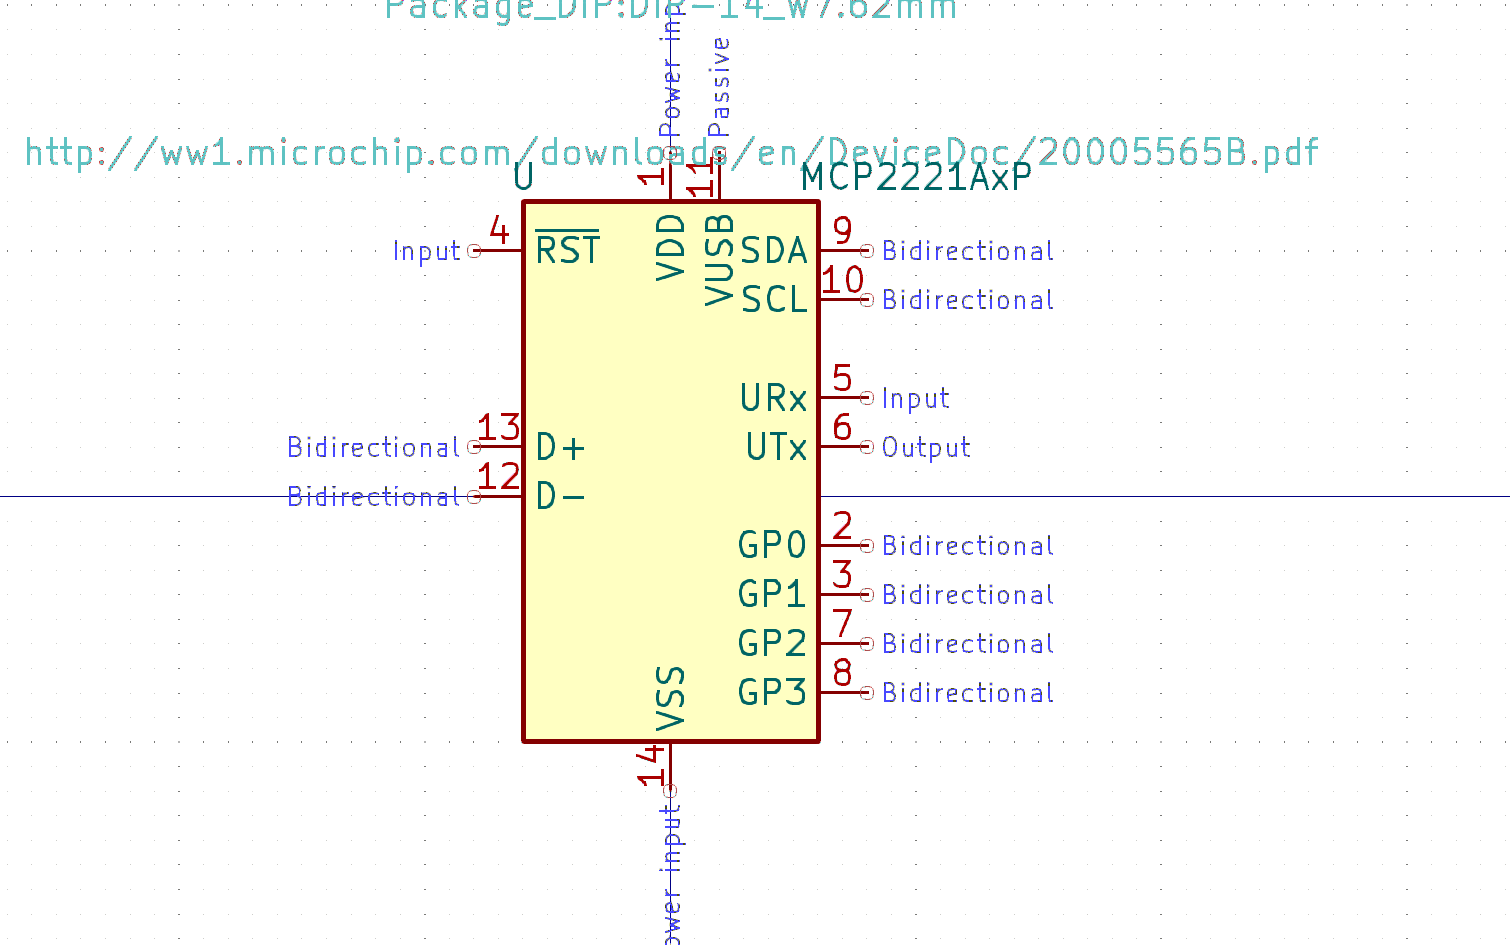 Package_DIP:DIP-14_W7.62mm
Power inp
Passive
http://ww1.microchip.com/downloads/en/DeviceDoc/20005565B.pdf
U
1
11
MCP2221AxP
Input
4
RST
VDD
VUSB
SDA
9
Bidirectional
SCL
10
Bidirectional
URx
5
Input
Bidirectional
13
D+
UTx
6
Output
Bidirectional
12
D-
GP0
2
Bidirectional
GP1
3
Bidirectional
GP2
7
Bidirectional
VSS
GP3
8
Bidirectional
14
ower input